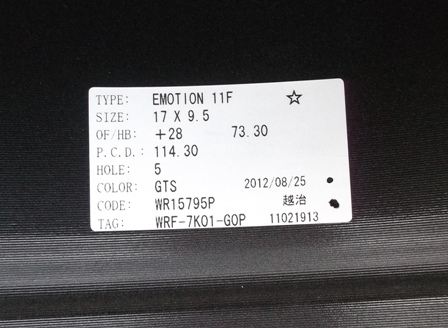 TYPE: EMOTION 11F ☆
SIZE: 17 X 9.5
OF/HB: +28 73.30
P.C.D.: 114.30
HOLE: 5
COLOR: GTS 2012/08/25
CODE: WR15795P 越治
TAG: WRF-7K01-GOP 11021913